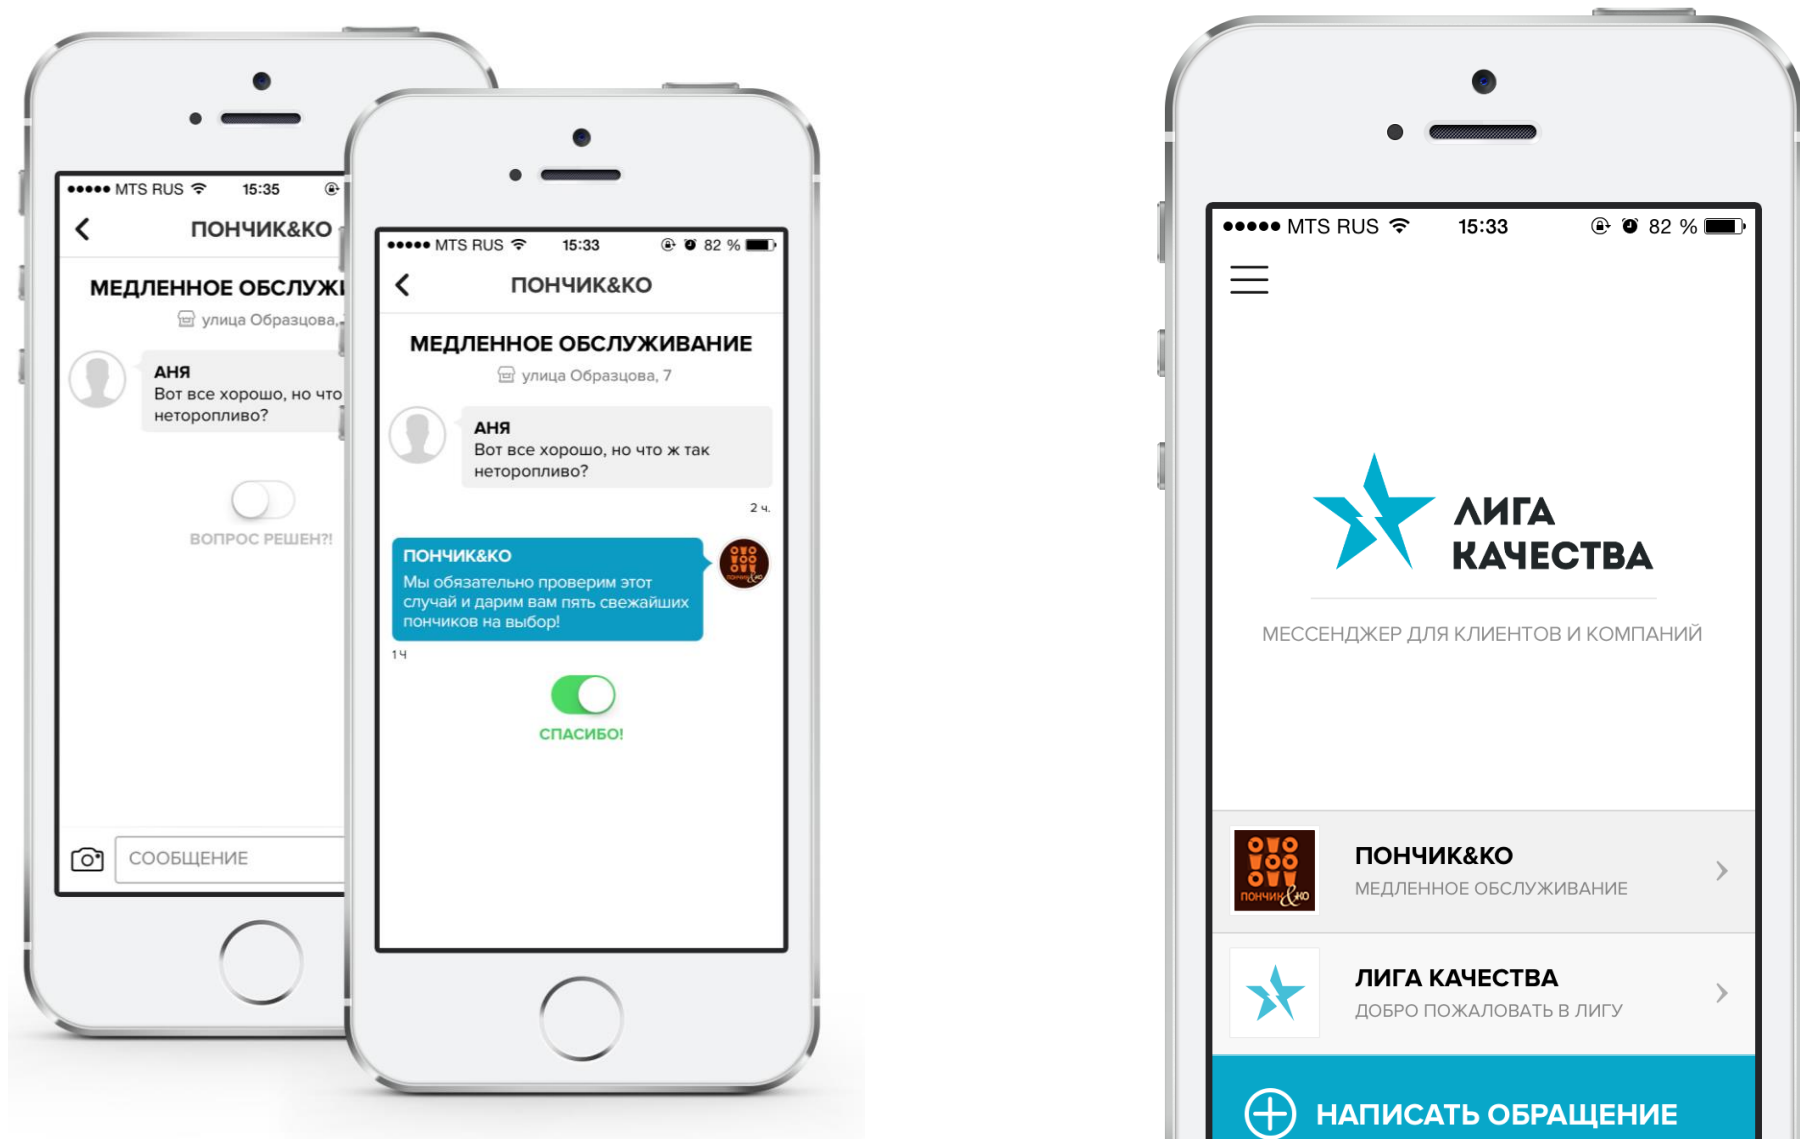 MTS RUS 15:35
ПОНЧИК&КО
МЕДЛЕННОЕ
улица Образцова,
АНЯ
Вот все хорошо, но что
неторопливо?
ВОПРОС РЕШЕН?!
СООБЩЕНИЕ
MTS RUS 15:33 82 %
ПОНЧИК&КО
МЕДЛЕННОЕ ОБСЛУЖИВАНИЕ
улица Образцова, 7
АНЯ
Вот все хорошо, но что ж так
неторопливо?
2 ч.
ПОНЧИК&КО
Мы обязательно проверим этот
случай и дарим вам пять свежайших
пончиков на выбор!
1 Ч
СПАСИБО!
MTS RUS 15:33 82 %
ЛИГА
КАЧЕСТВА
МЕССЕНДЖЕР ДЛЯ КЛИЕНТОВ И КОМПАНИЙ
ПОНЧИК&КО
ПОНЧИК&КО
МЕДЛЕННОЕ ОБСЛУЖИВАНИЕ
ЛИГА КАЧЕСТВА
ДОБРО ПОЖАЛОВАТЬ В ЛИГУ
НАПИСАТЬ ОБРАЩЕНИЕ